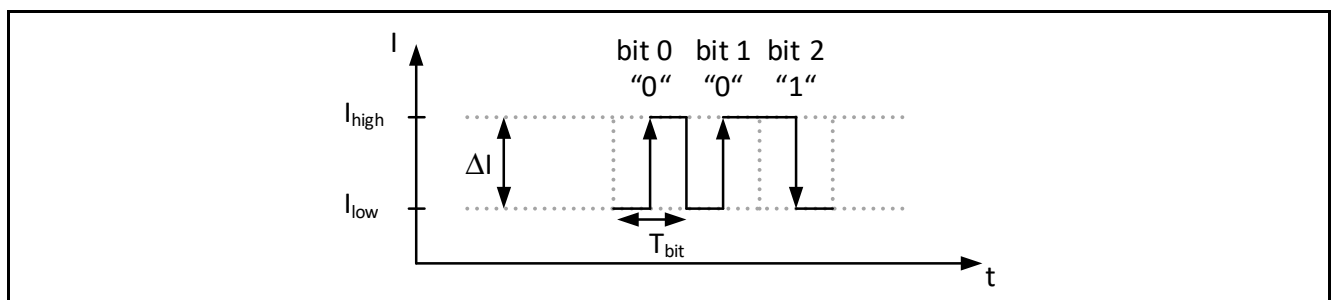 I
bit 0 bit 1 bit 2
“0“ “0“ “1“
Ihigh
ΔI
Ilow
Tbit
t